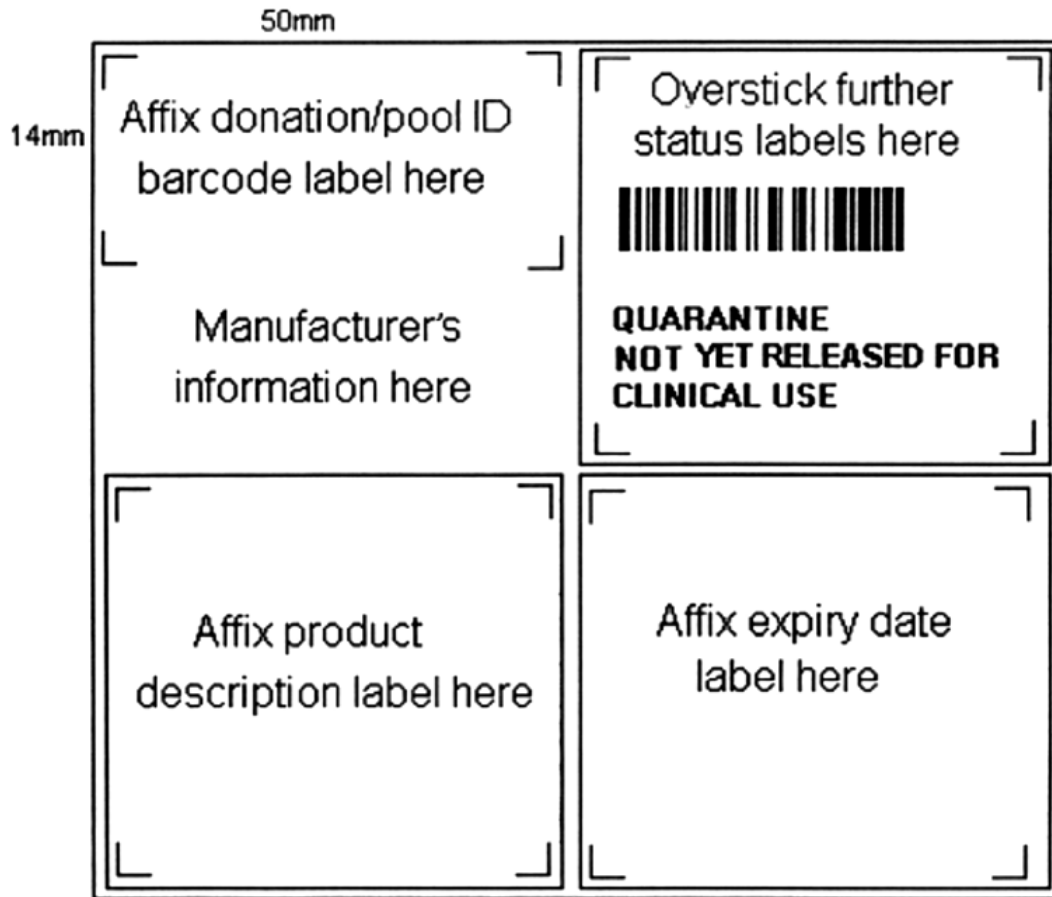 50mm
14mm
Affix donation/pool ID
barcode label here
Manufacturer's
information here
Overstick further
status labels here
QUARANTINE
NOT YET RELEASED FOR
CLINICAL USE
Affix product
description label here
Affix expiry date
label here